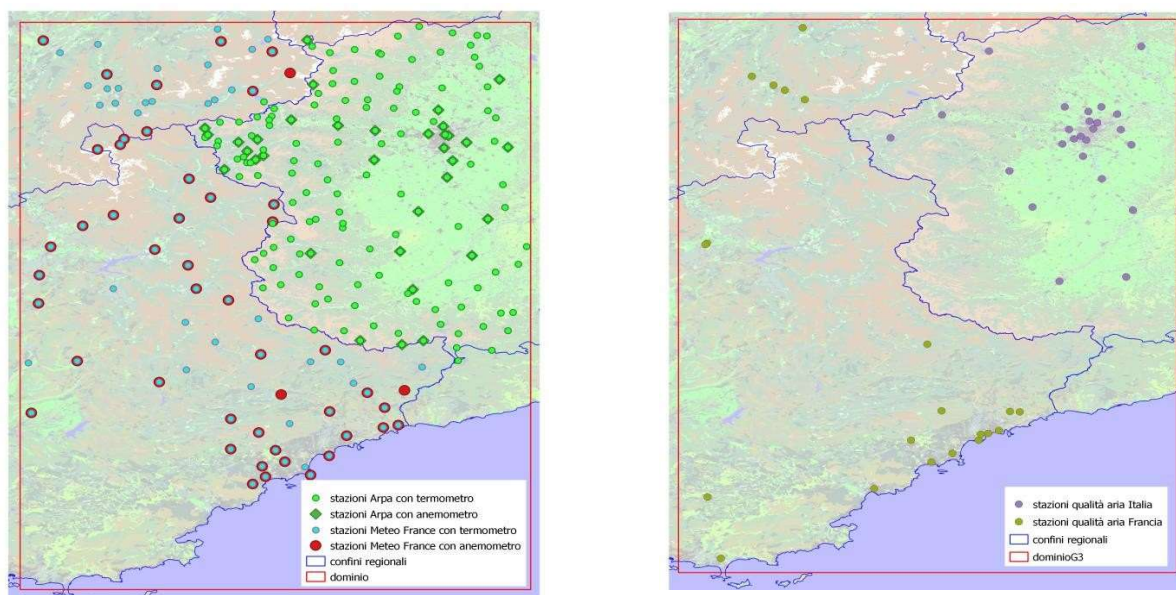 stazioni Arpa con termometro
stazioni Arpa con anemometro
stazioni Meteo France con termometro
stazioni Meteo France con anemometro
confini regionali
dominio
stazioni qualità aria Italia
stazioni qualità aria Francia
confini regionali
dominioG3